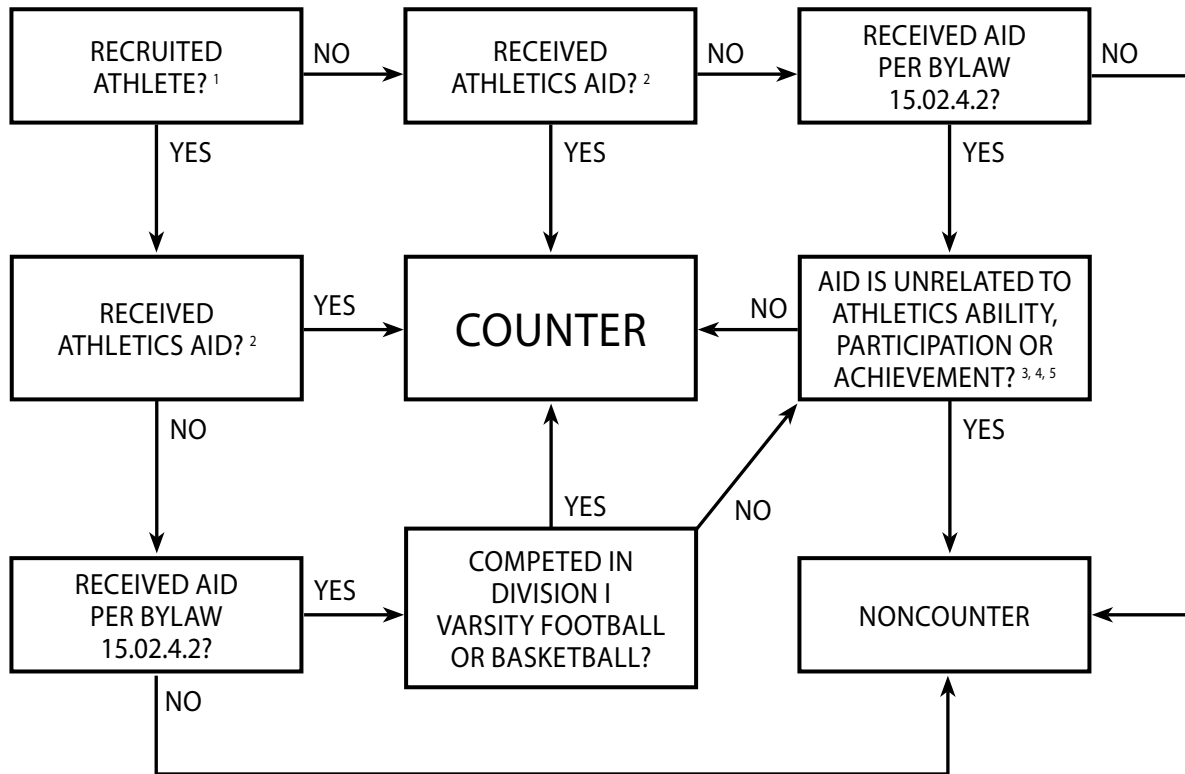 RECRUITED
ATHLETE? 1
NO
RECEIVED
ATHLETICS AID? 2
NO
RECEIVED AID
PER BYLAW
15.02.4.2?
NO
YES
YES
YES
RECEIVED
ATHLETICS AID? 2
YES
COUNTER
NO
AID IS UNRELATED TO
ATHLETICS ABILITY,
PARTICIPATION OR
ACHIEVEMENT? 3, 4, 5
NO
YES
NO
YES
RECEIVED AID
PER BYLAW
15.02.4.2?
YES
COMPETED IN
DIVISION I
VARSITY FOOTBALL
OR BASKETBALL?
NONCOUNTER
NO